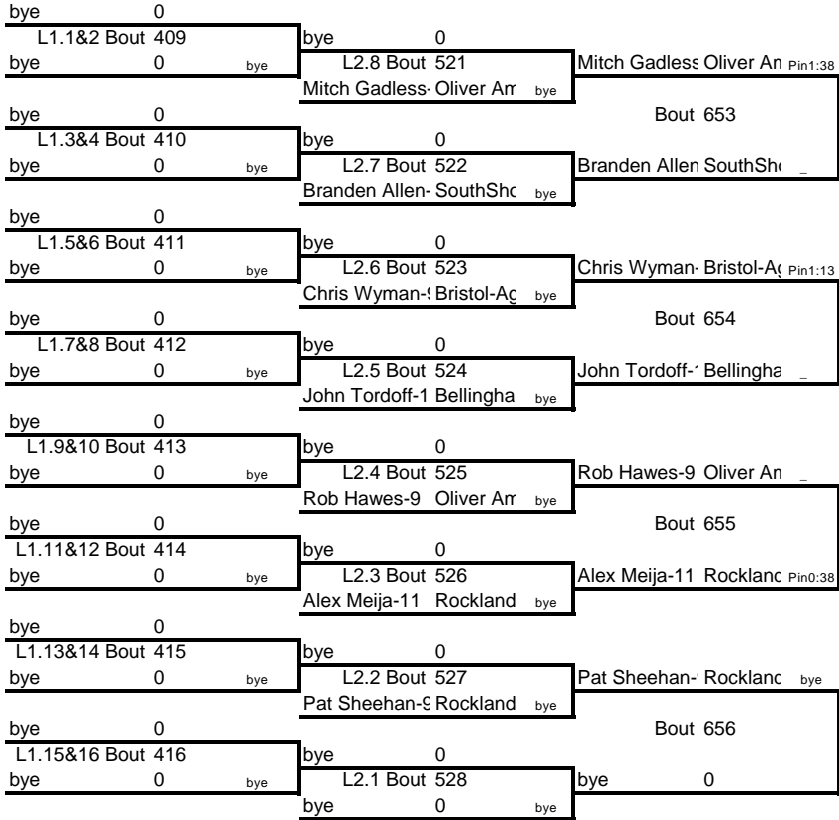 bye 0
L1.1&2 Bout 409 bye 0
bye 0 bye L2.8 Bout 521 Mitch Gadless Oliver An Pin1:38
Mitch Gadless- Oliver Am bye
bye 0 Bout 653
L1.3&4 Bout 410 bye 0
bye 0 bye L2.7 Bout 522 Branden Allen SouthSho _
Branden Allen- SouthSho bye
bye 0
L1.5&6 Bout 411 bye 0
bye 0 bye L2.6 Bout 523 Chris Wyman- Bristol-Ag Pin1:13
Chris Wyman-9 Bristol-Ag bye
bye 0 Bout 654
L1.7&8 Bout 412 bye 0
bye 0 bye L2.5 Bout 524 John Tordoff-1 Bellingha _
John Tordoff-1 Bellingha bye
bye 0
L1.9&10 Bout 413 bye 0
bye 0 bye L2.4 Bout 525 Rob Hawes-9 Oliver An _
Rob Hawes-9 Oliver Am bye
bye 0 Bout 655
L1.11&12 Bout 414 bye 0
bye 0 bye L2.3 Bout 526 Alex Meija-11 Rockland Pin0:38
Alex Meija-11 Rockland bye
bye 0
L1.13&14 Bout 415 bye 0
bye 0 bye L2.2 Bout 527 Pat Sheehan- Rockland bye
Pat Sheehan-9 Rockland bye
bye 0 Bout 656
L1.15&16 Bout 416 bye 0
bye 0 bye L2.1 Bout 528 bye 0
bye 0 bye